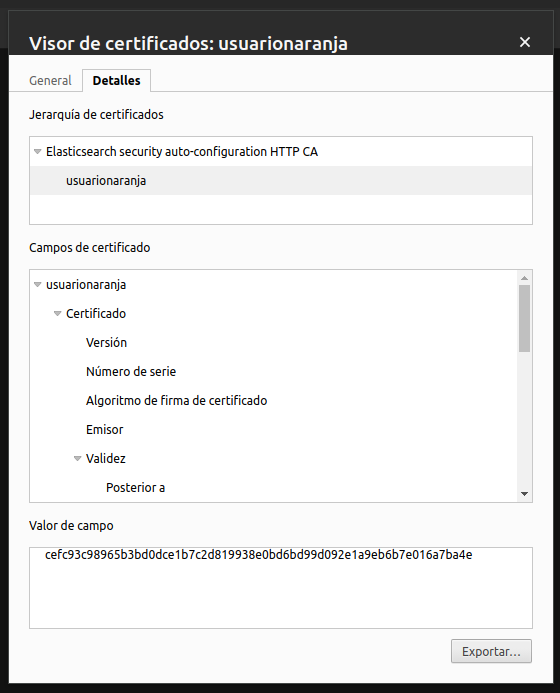 Visor de certificados: usuarionaranja
General
Detalles
Jerarquía de certificados
Elasticsearch security auto-configuration HTTP CA
usuarionaranja
Campos de certificado
usuarionaranja
Certificado
Versión
Número de serie
Algoritmo de firma de certificado
Emisor
Validez
Posterior a
Valor de campo
cefc93c98965b3bd0dce1b7c2d819938e0bd6bd99d092e1a9eb6b7e016a7ba4e
Exportar...